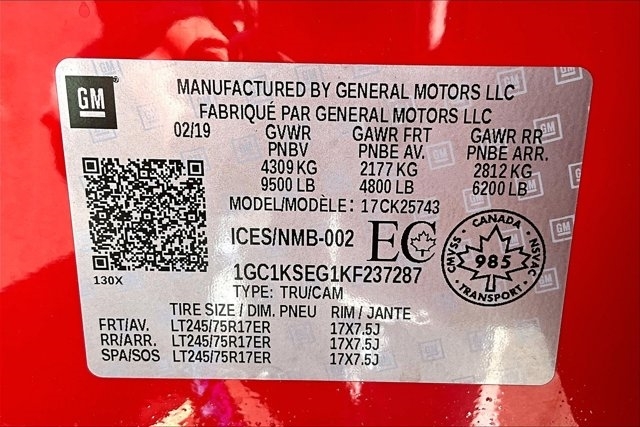 GM
MANUFACTURED BY GENERAL MOTORS LLC
FABRIQUÉ PAR GENERAL MOTORS LLC
02/19 GVWR GAWR FRT GAWR RR
PNBV PNBE AV. PNBE ARR.
4309 KG 2177 KG 2812 KG
9500 LB 4800 LB 6200 LB
MODEL/MODÈLE: 17CK25743
ICES/NMB-002 EC
CANADA
CMVSS 985 NSVAC
TRANSPORT
130X
1GC1KSEG1KF237287
TYPE: TRU/CAM
TIRE SIZE / DIM. PNEU RIM / JANTE
FRT/AV. LT245/75R17ER 17X7.5J
RR/ARR. LT245/75R17ER 17X7.5J
SPA/SOS LT245/75R17ER 17X7.5J